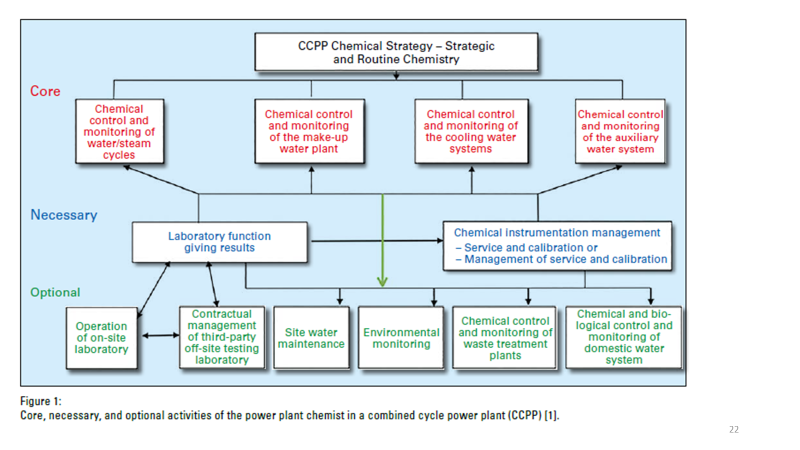 CCPP Chemical Strategy – Strategic
and Routine Chemistry
Core
Chemical
control and
monitoring of
water/steam
cycles
Chemical control
and monitoring
of the make-up
water plant
Chemical control
and monitoring of
the cooling water
systems
Chemical control
and monitoring
of the auxiliary
water system
Necessary
Laboratory function
giving results
Chemical instrumentation management
– Service and calibration or
– Management of service and calibration
Optional
Operation
of on-site
laboratory
Contractual
management
of third-party
off-site testing
laboratory
Site water
maintenance
Environmental
monitoring
Chemical control
and monitoring of
waste treatment
plants
Chemical and bio-
logical control and
monitoring of
domestic water
system
Figure 1:
Core, necessary, and optional activities of the power plant chemist in a combined cycle power plant (CCPP) [1].
22